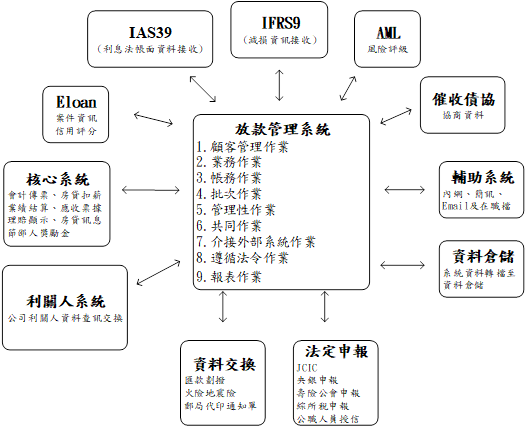 IAS39
(利息法帳面資料接收)
IFRS9
(減損資訊接收)
AML
風險評級
Eloan
案件資訊
信用評分
催收債協
協商資料
放款管理系統
1.顧客管理作業
2.業務作業
3.帳務作業
4.批次作業
5.管理性作業
6.共同作業
7.介接外部系統作業
8.遵循法令作業
9.報表作業
核心系統
會計傳票、房貸扣薪
業績結算、應收票據
理賠顯示、房貸訊息
節部人獎勵金
輔助系統
內網、簡訊、
Email及在職檔
利關人系統
公司利關人資料查訊交換
資料倉儲
系統資料轉檔至
資料倉儲
資料交換
匯款劃撥
火險地震險
郵局代印通知單
法定申報
JCIC
央銀申報
壽險公會申報
綜所稅申報
公職人員授信